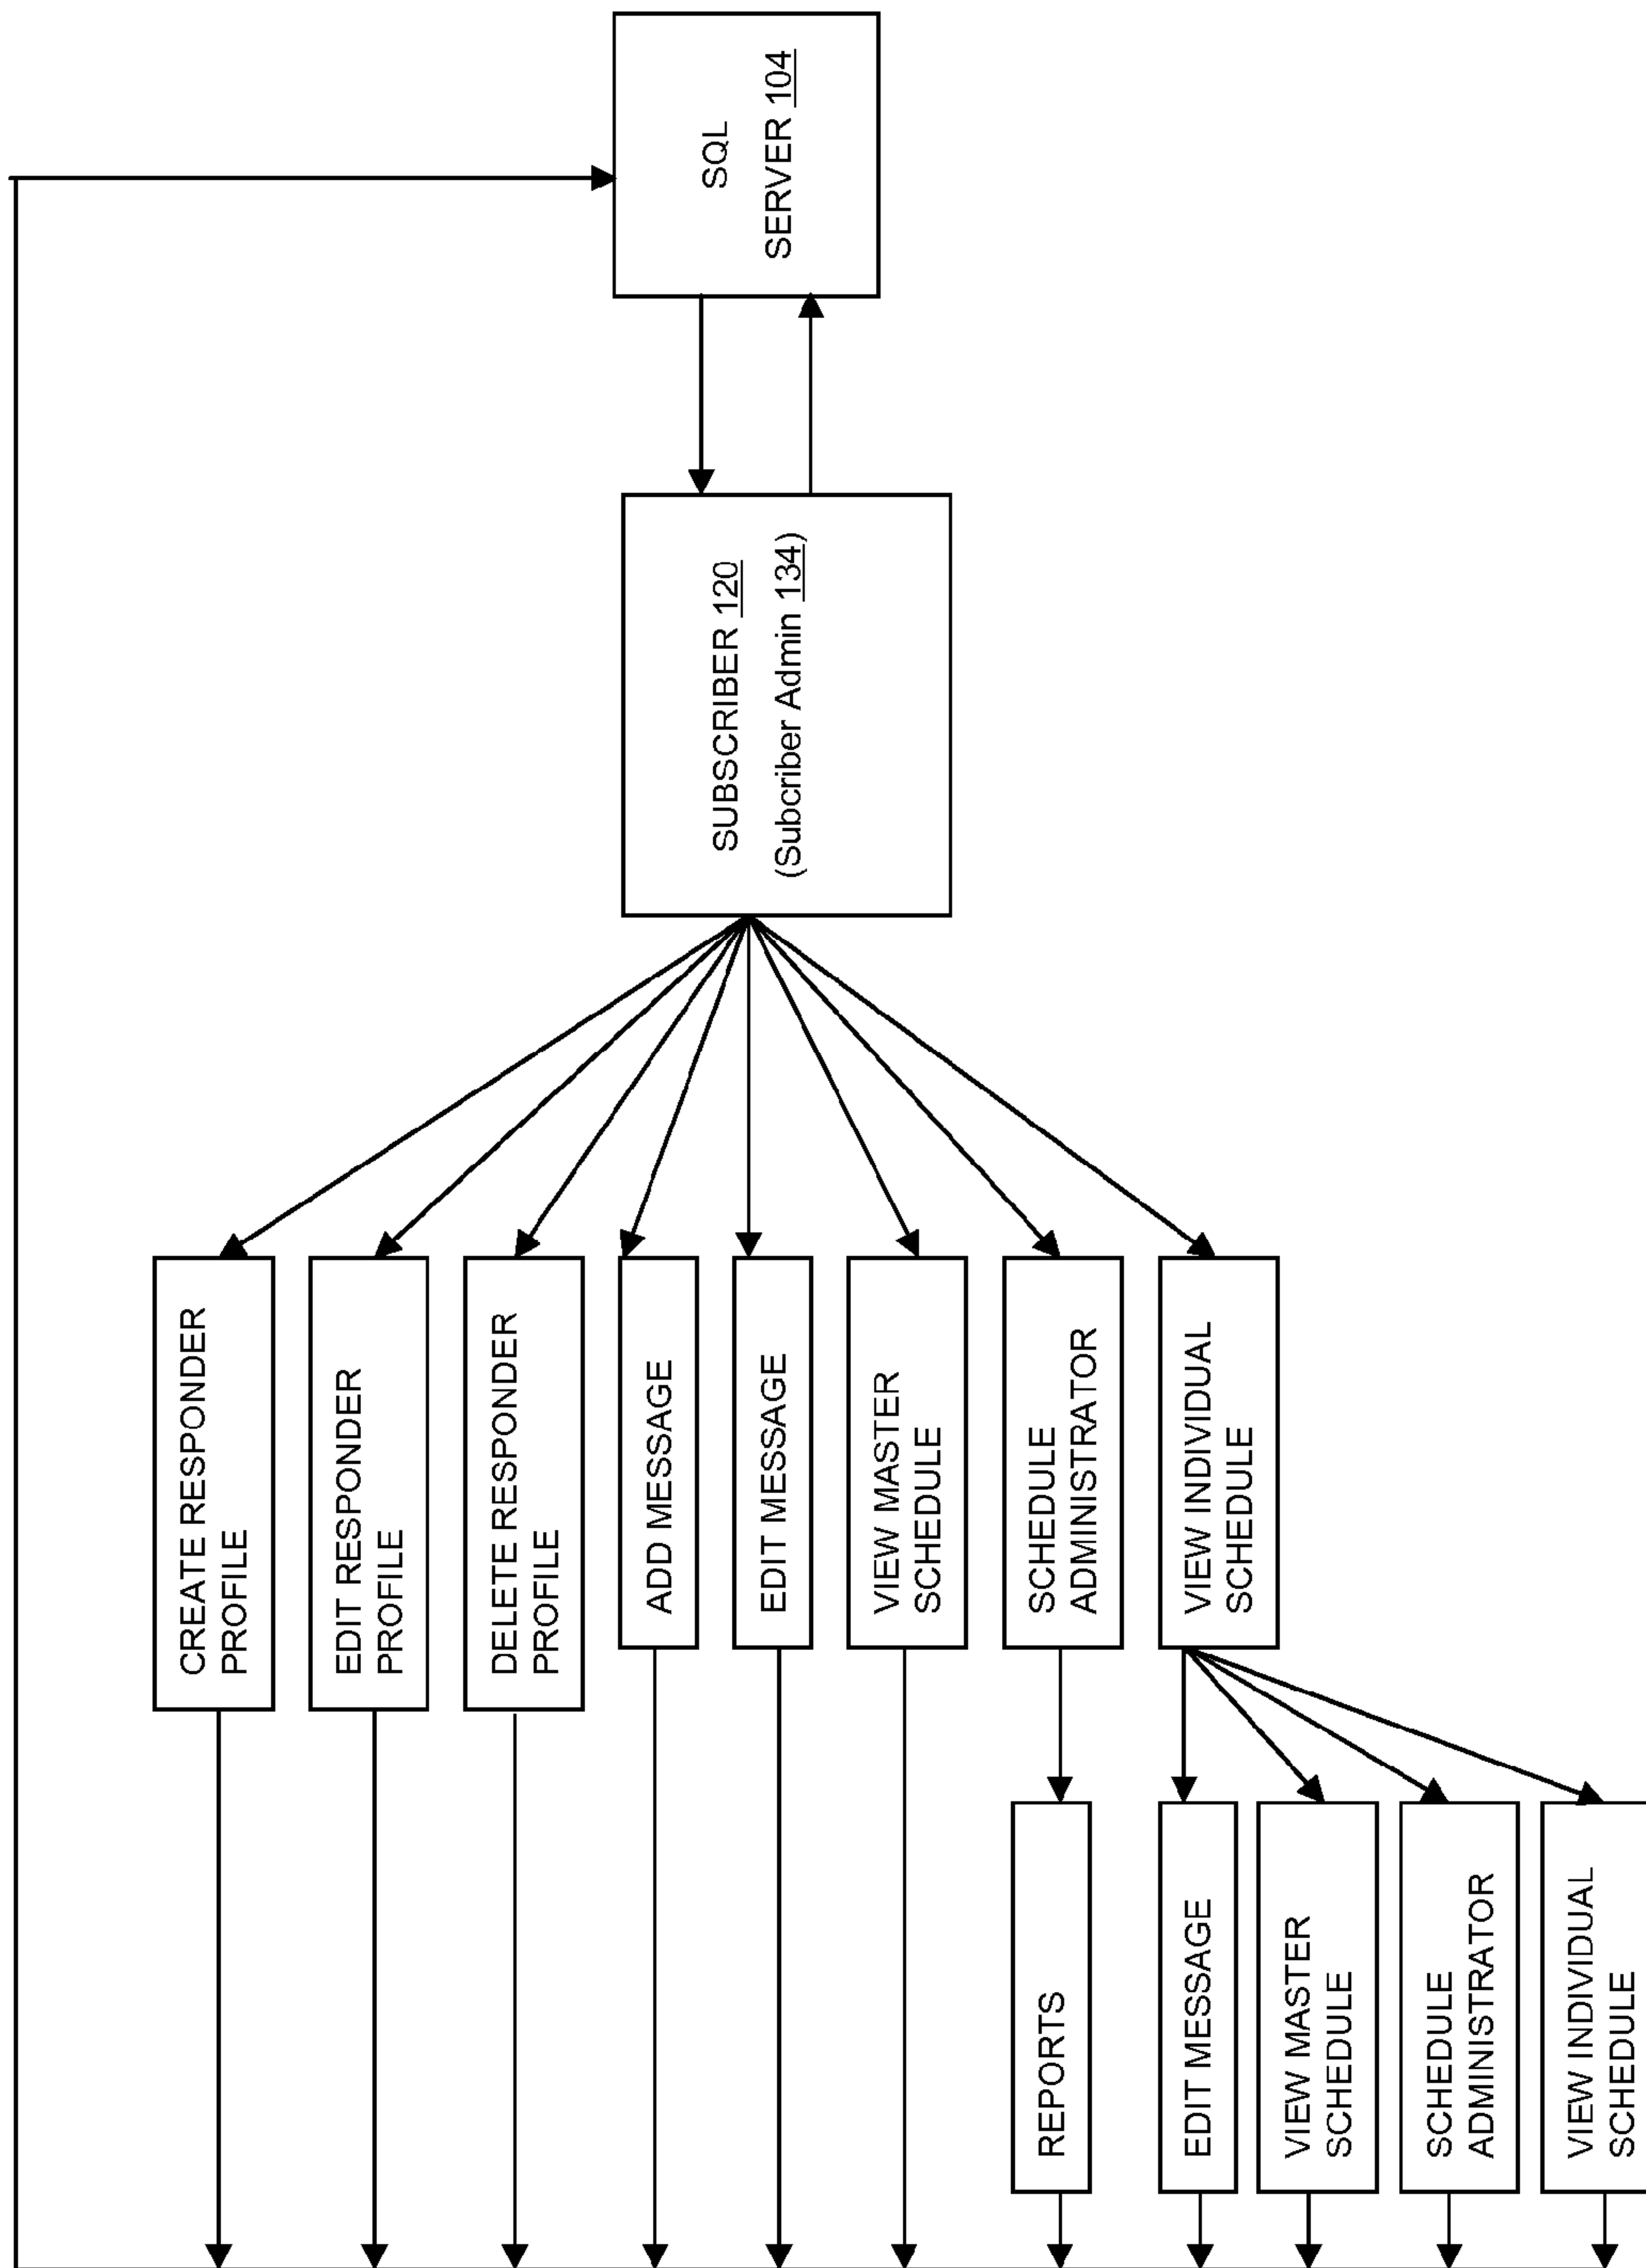 SQL
SERVER 104
SUBSCRIBER 120
(Subcriber Admin 134)
CREATE RESPONDER
PROFILE
EDIT RESPONDER
PROFILE
DELETE RESPONDER
PROFILE
ADD MESSAGE
EDIT MESSAGE
VIEW MASTER
SCHEDULE
SCHEDULE
ADMINISTRATOR
VIEW INDIVIDUAL
SCHEDULE
REPORTS
EDIT MESSAGE
VIEW MASTER
SCHEDULE
SCHEDULE
ADMINISTRATOR
VIEW INDIVIDUAL
SCHEDULE